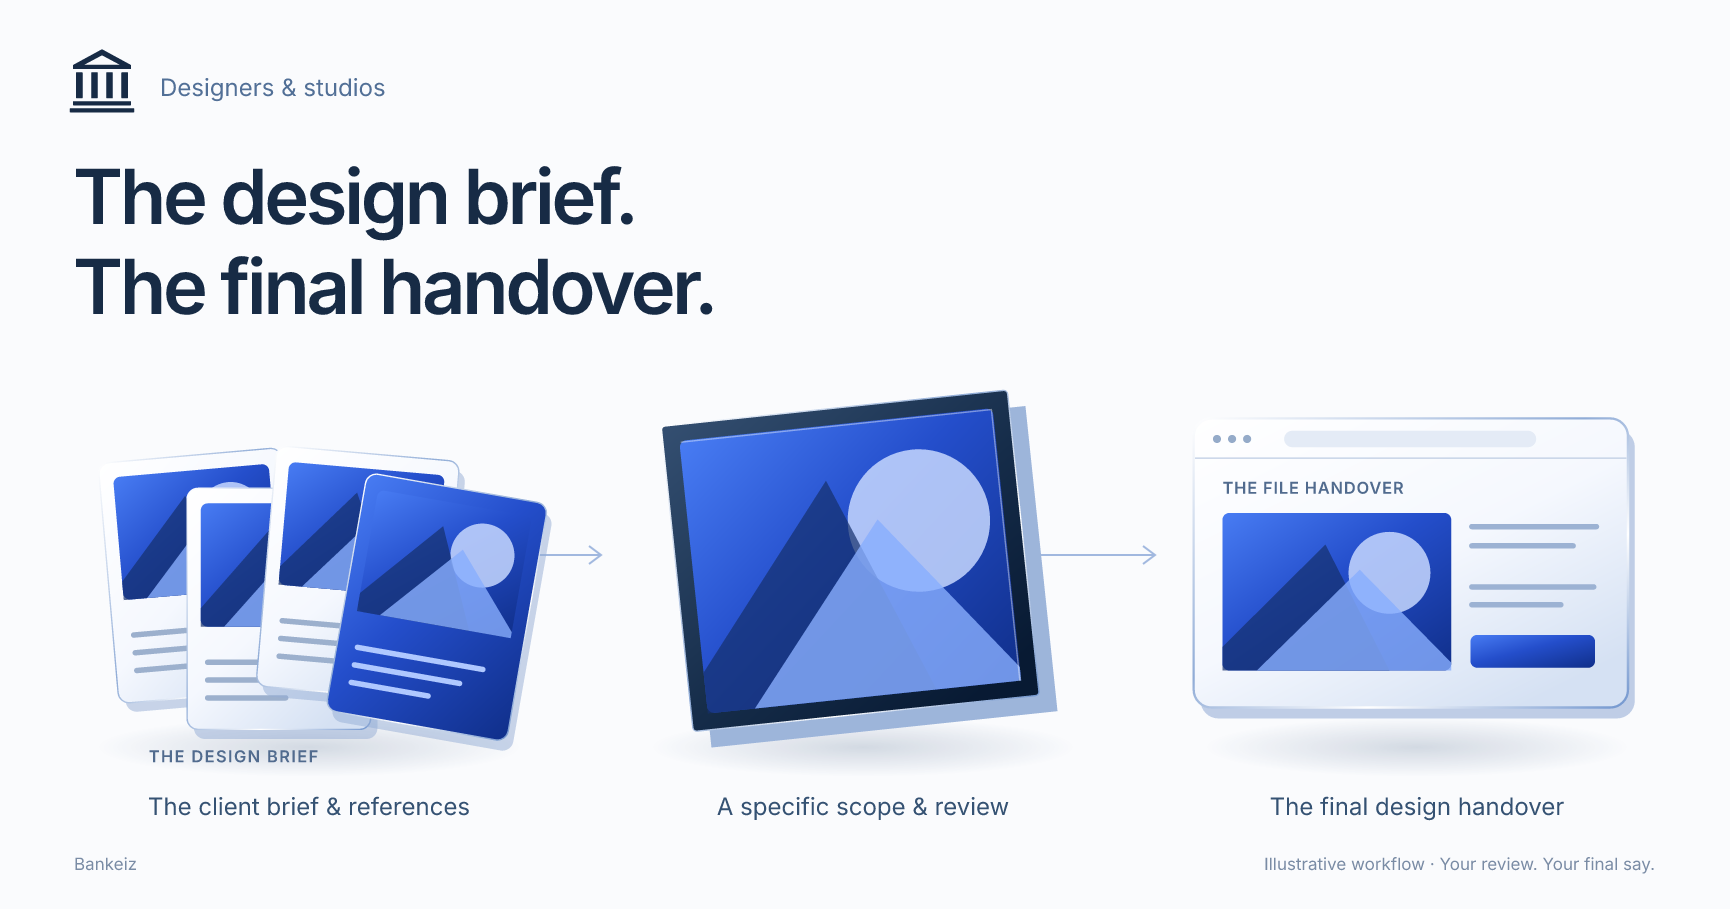 Designers & studios
The design brief.
The final handover.
THE FILE HANDOVER
THE DESIGN BRIEF
The client brief & references
A specific scope & review
The final design handover
Bankeiz
Illustrative workflow · Your review. Your final say.